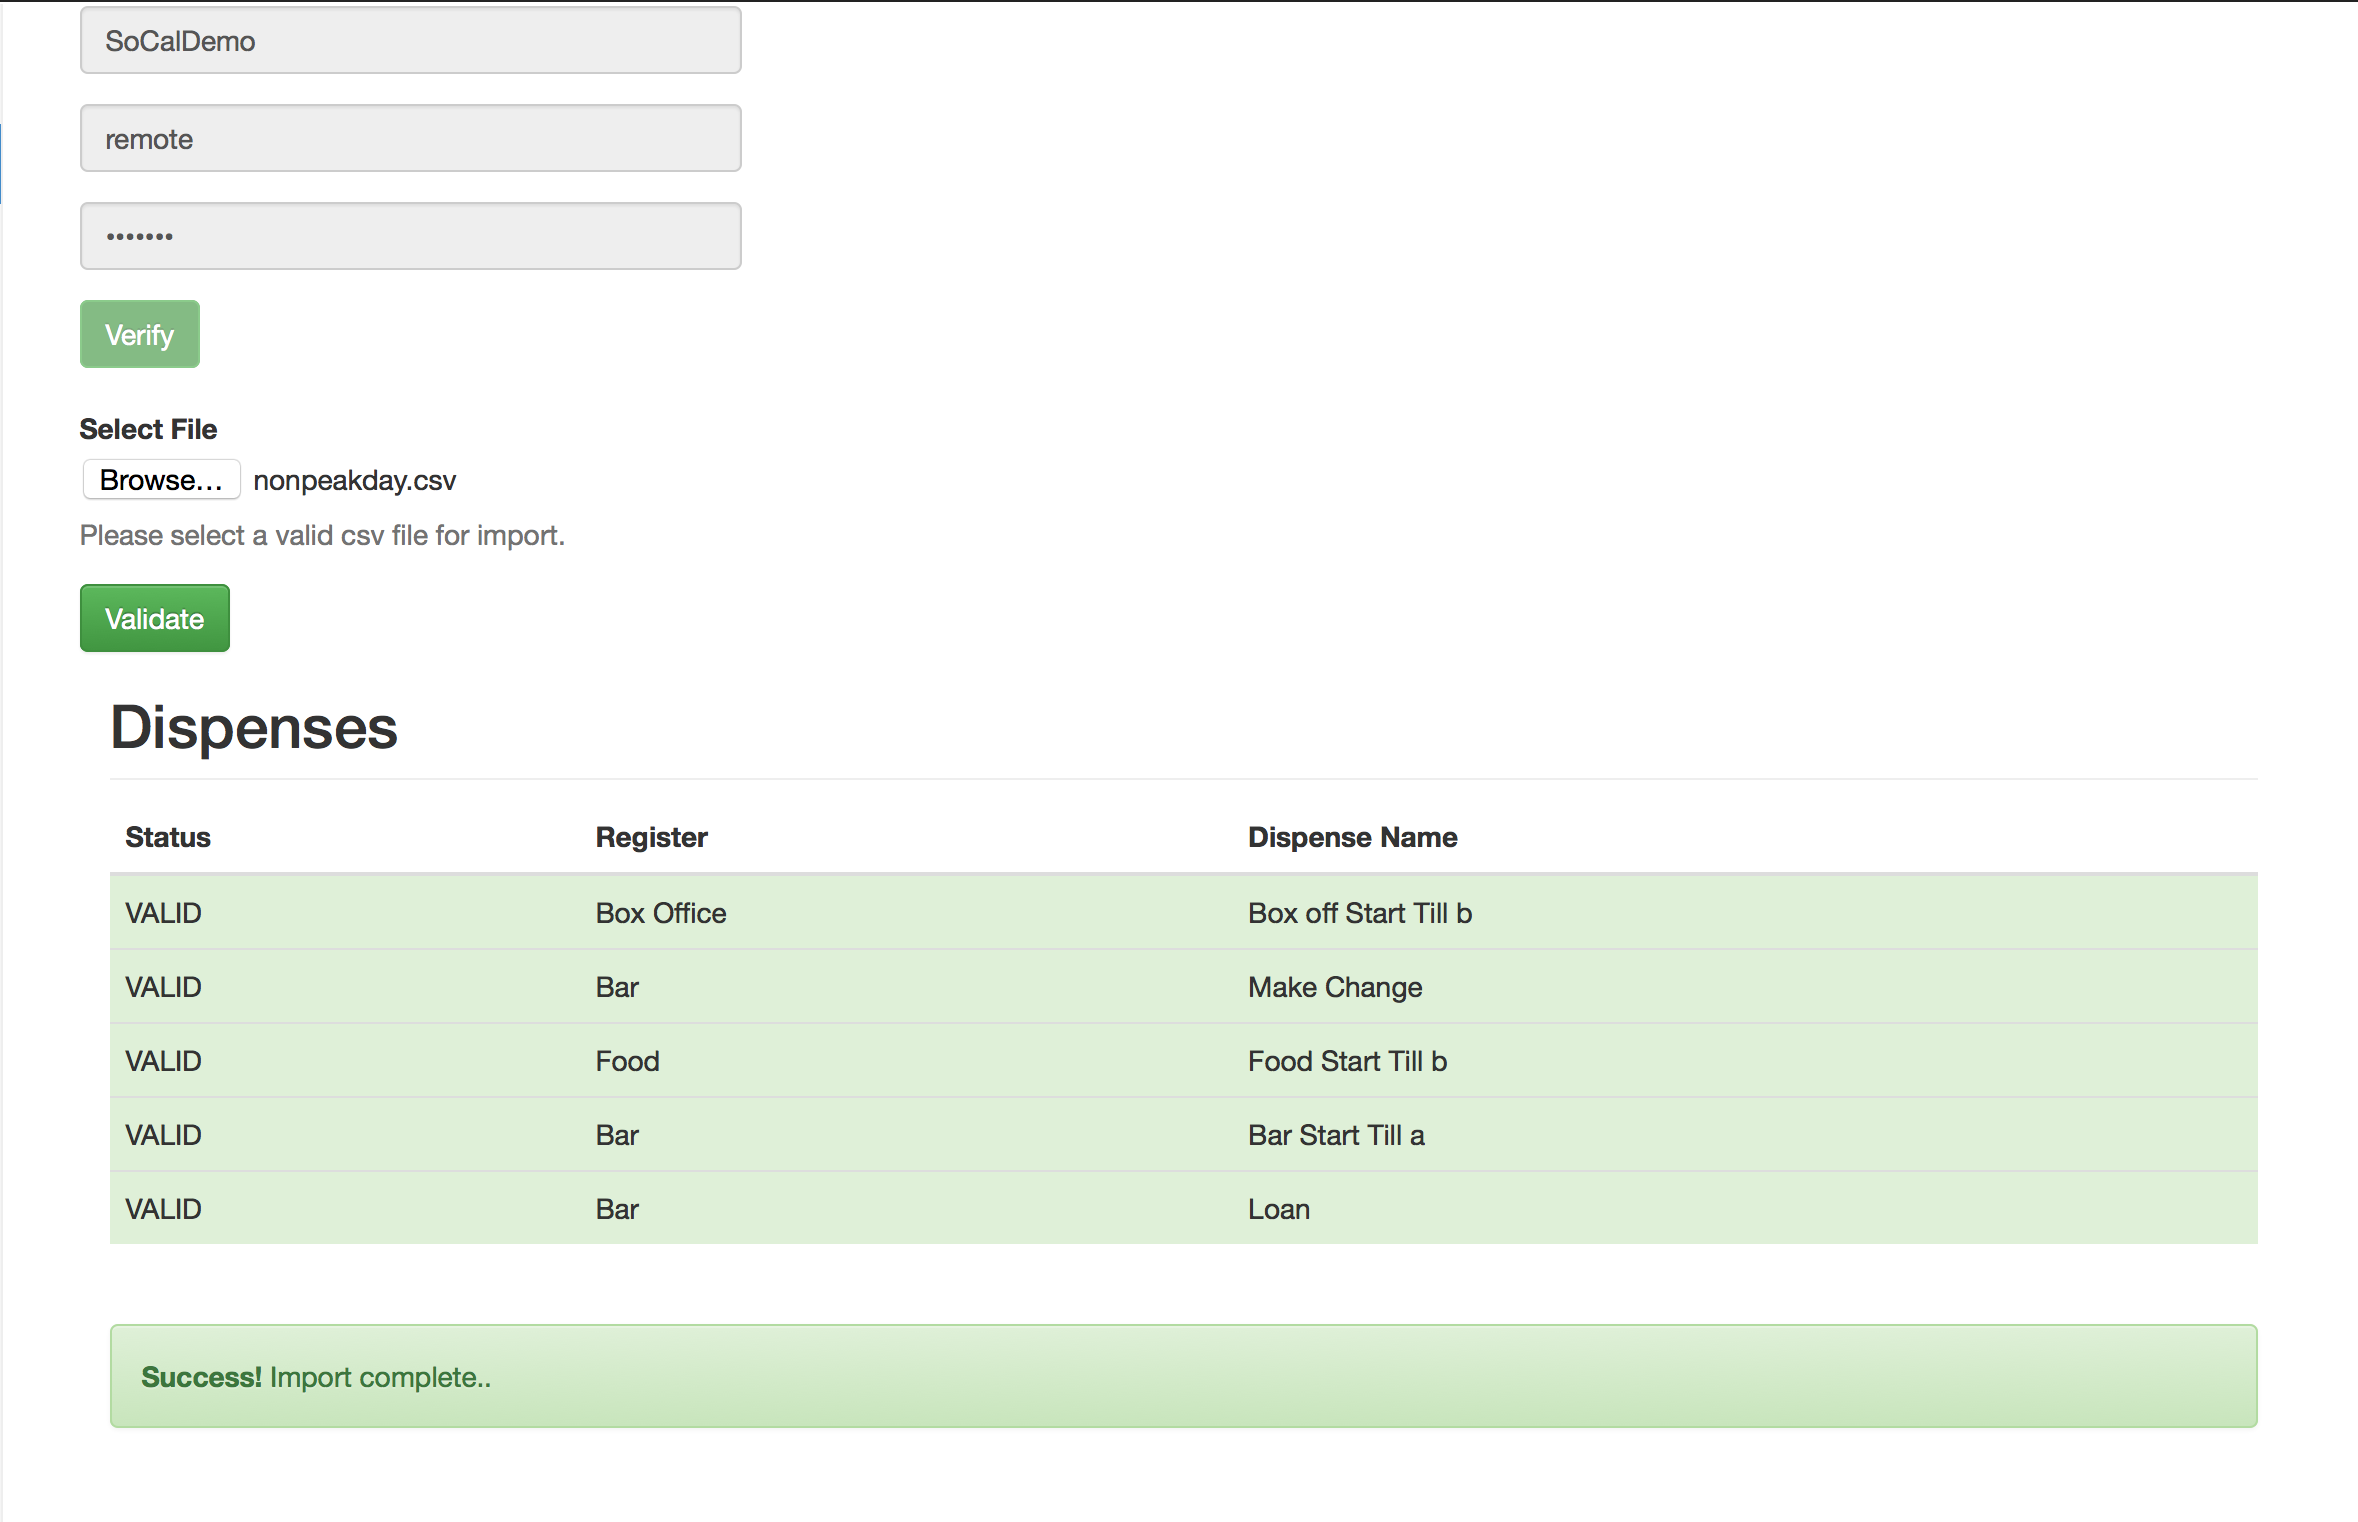 SoCalDemo
remote
•••••••
Verify
Select File
Browse... nonpeakday.csv
Please select a valid csv file for import.
Validate
Dispenses
Status Register Dispense Name
VALID Box Office Box off Start Till b
VALID Bar Make Change
VALID Food Food Start Till b
VALID Bar Bar Start Till a
VALID Bar Loan
Success! Import complete..